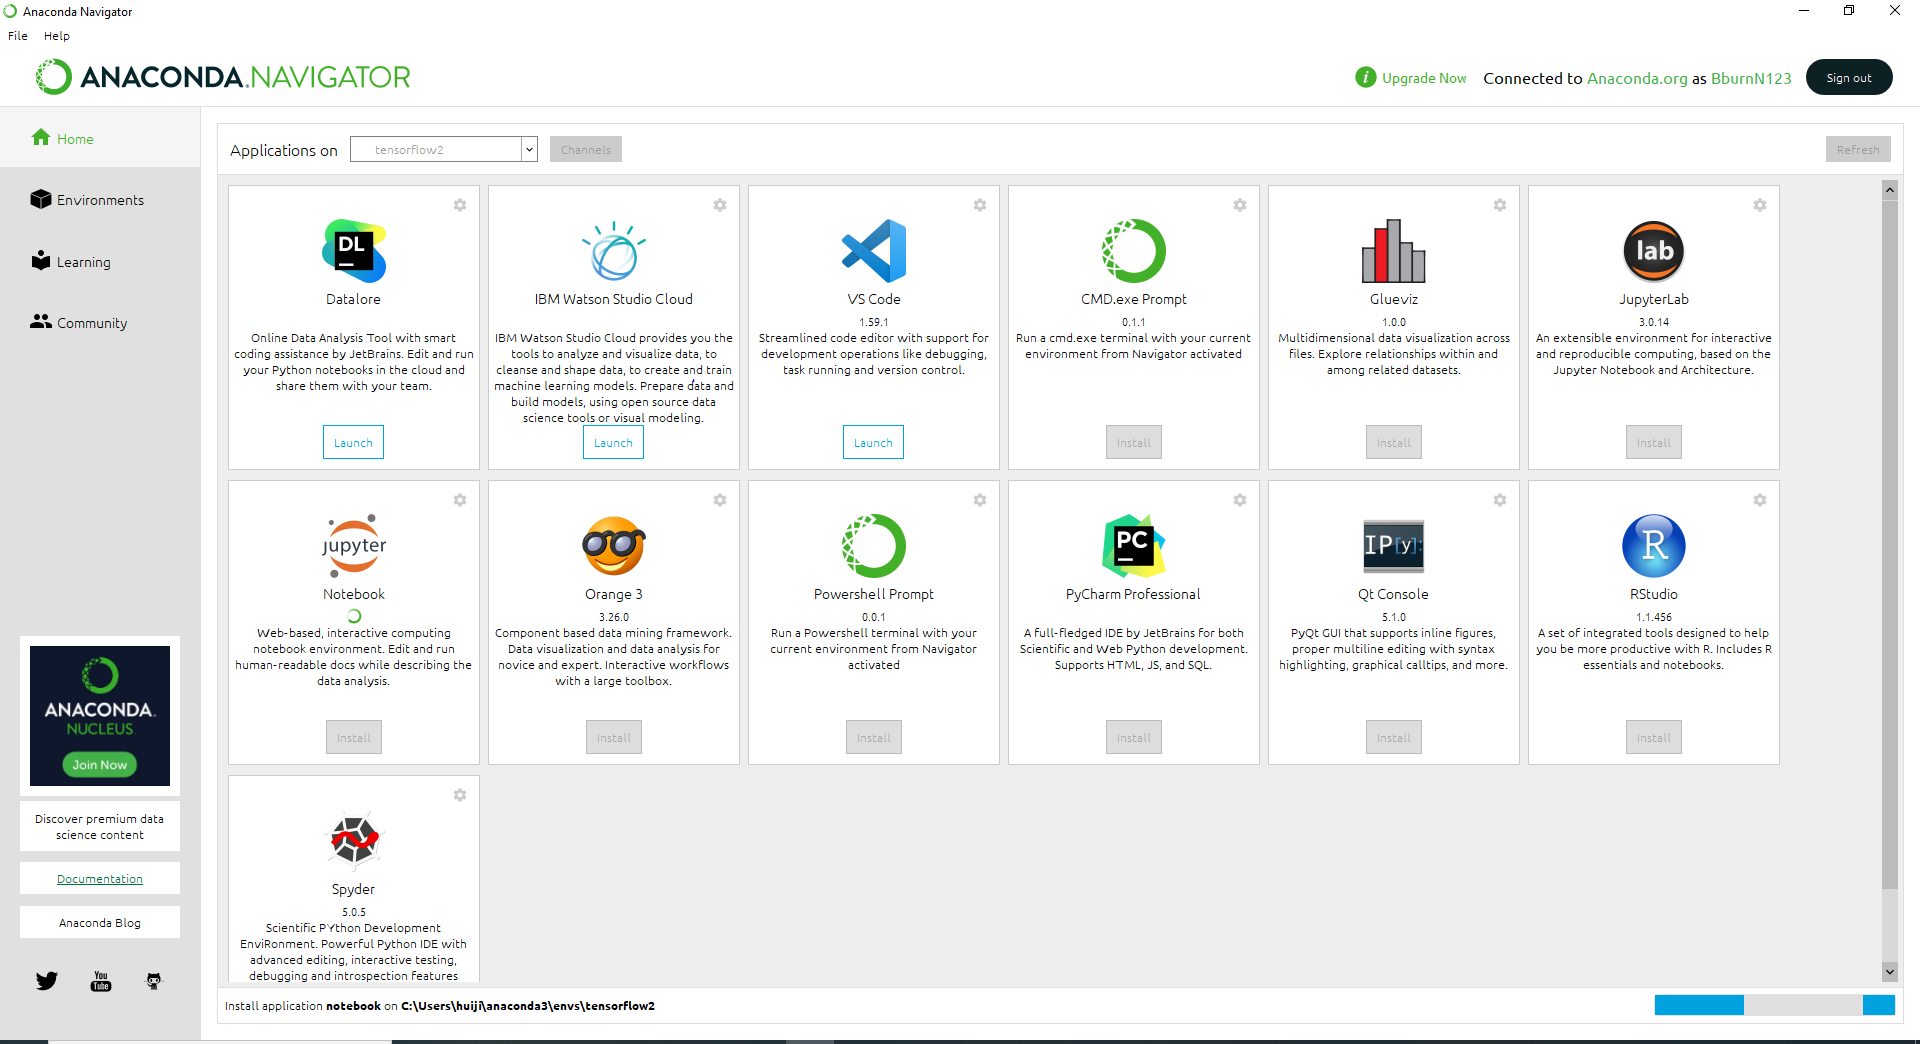 Anaconda Navigator
File Help
ANACONDA.NAVIGATOR
i Upgrade Now Connected to Anaconda.org as BburnN123 Sign out
Home
Environments
Learning
Community
ANACONDA.
NUCLEUS
Join Now
Discover premium data
science content
Documentation
Anaconda Blog
You
Tube
Applications on tensorflow2 Channels Refresh
DL
Datalore
Online Data Analysis Tool with smart
coding assistance by JetBrains. Edit and run
your Python notebooks in the cloud and
share them with your team.
Launch
IBM Watson Studio Cloud
IBM Watson Studio Cloud provides you the
tools to analyze and visualize data, to
cleanse and shape data, to create and train
machine learning models. Prepare data and
build models, using open source data
science tools or visual modeling.
Launch
VS Code
1.59.1
Streamlined code editor with support for
development operations like debugging,
task running and version control.
Launch
CMD.exe Prompt
0.1.1
Run a cmd.exe terminal with your current
environment from Navigator activated
Install
Glueviz
1.0.0
Multidimensional data visualization across
files. Explore relationships within and
among related datasets.
Install
lab
JupyterLab
3.0.14
An extensible environment for interactive
and reproducible computing, based on the
Jupyter Notebook and Architecture.
Install
jupyter
Notebook
Web-based, interactive computing
notebook environment. Edit and run
human-readable docs while describing the
data analysis.
Install
Orange 3
3.26.0
Component based data mining framework.
Data visualization and data analysis for
novice and expert. Interactive workflows
with a large toolbox.
Install
Powershell Prompt
0.0.1
Run a Powershell terminal with your
current environment from Navigator
activated
Install
PC
PyCharm Professional
A full-fledged IDE by JetBrains for both
Scientific and Web Python development.
Supports HTML, JS, and SQL.
Install
IP[y]:
Qt Console
5.1.0
PyQt GUI that supports inline figures,
proper multiline editing with syntax
highlighting, graphical calltips, and more.
Install
R
RStudio
1.1.456
A set of integrated tools designed to help
you be more productive with R. Includes R
essentials and notebooks.
Install
Spyder
5.0.5
Scientific PYthon Development
EnviRonment. Powerful Python IDE with
advanced editing, interactive testing,
debugging and introspection features
Install application notebook on C:\Users\huiji\anaconda3\envs\tensorflow2